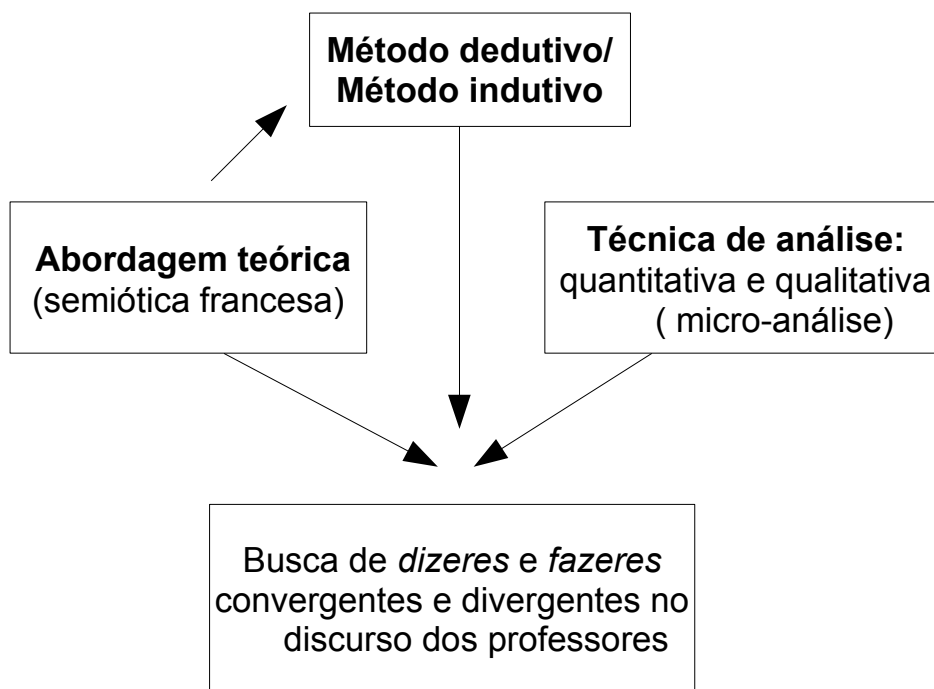 Método dedutivo/
Método indutivo
Abordagem teórica
(semiótica francesa)
Técnica de análise:
quantitativa e qualitativa
( micro-análise)
Busca de dizeres e fazeres
convergentes e divergentes no
discurso dos professores